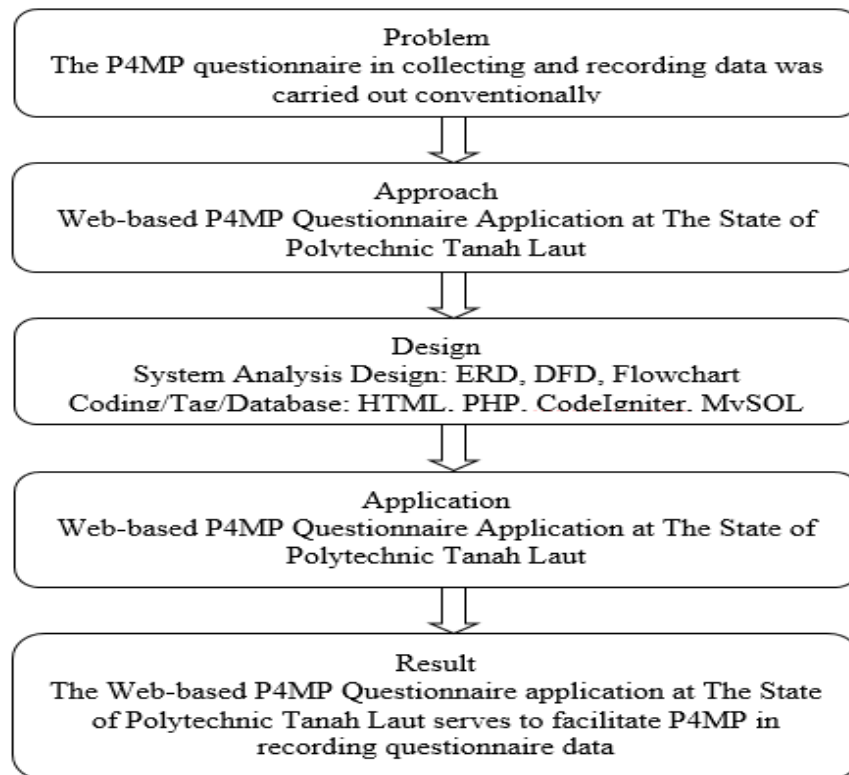 Problem
The P4MP questionnaire in collecting and recording data was
carried out conventionally
Approach
Web-based P4MP Questionnaire Application at The State of
Polytechnic Tanah Laut
Design
System Analysis Design: ERD, DFD, Flowchart
Coding/Tag/Database: HTML, PHP, CodeIgniter, MySQL
Application
Web-based P4MP Questionnaire Application at The State of
Polytechnic Tanah Laut
Result
The Web-based P4MP Questionnaire application at The State
of Polytechnic Tanah Laut serves to facilitate P4MP in
recording questionnaire data